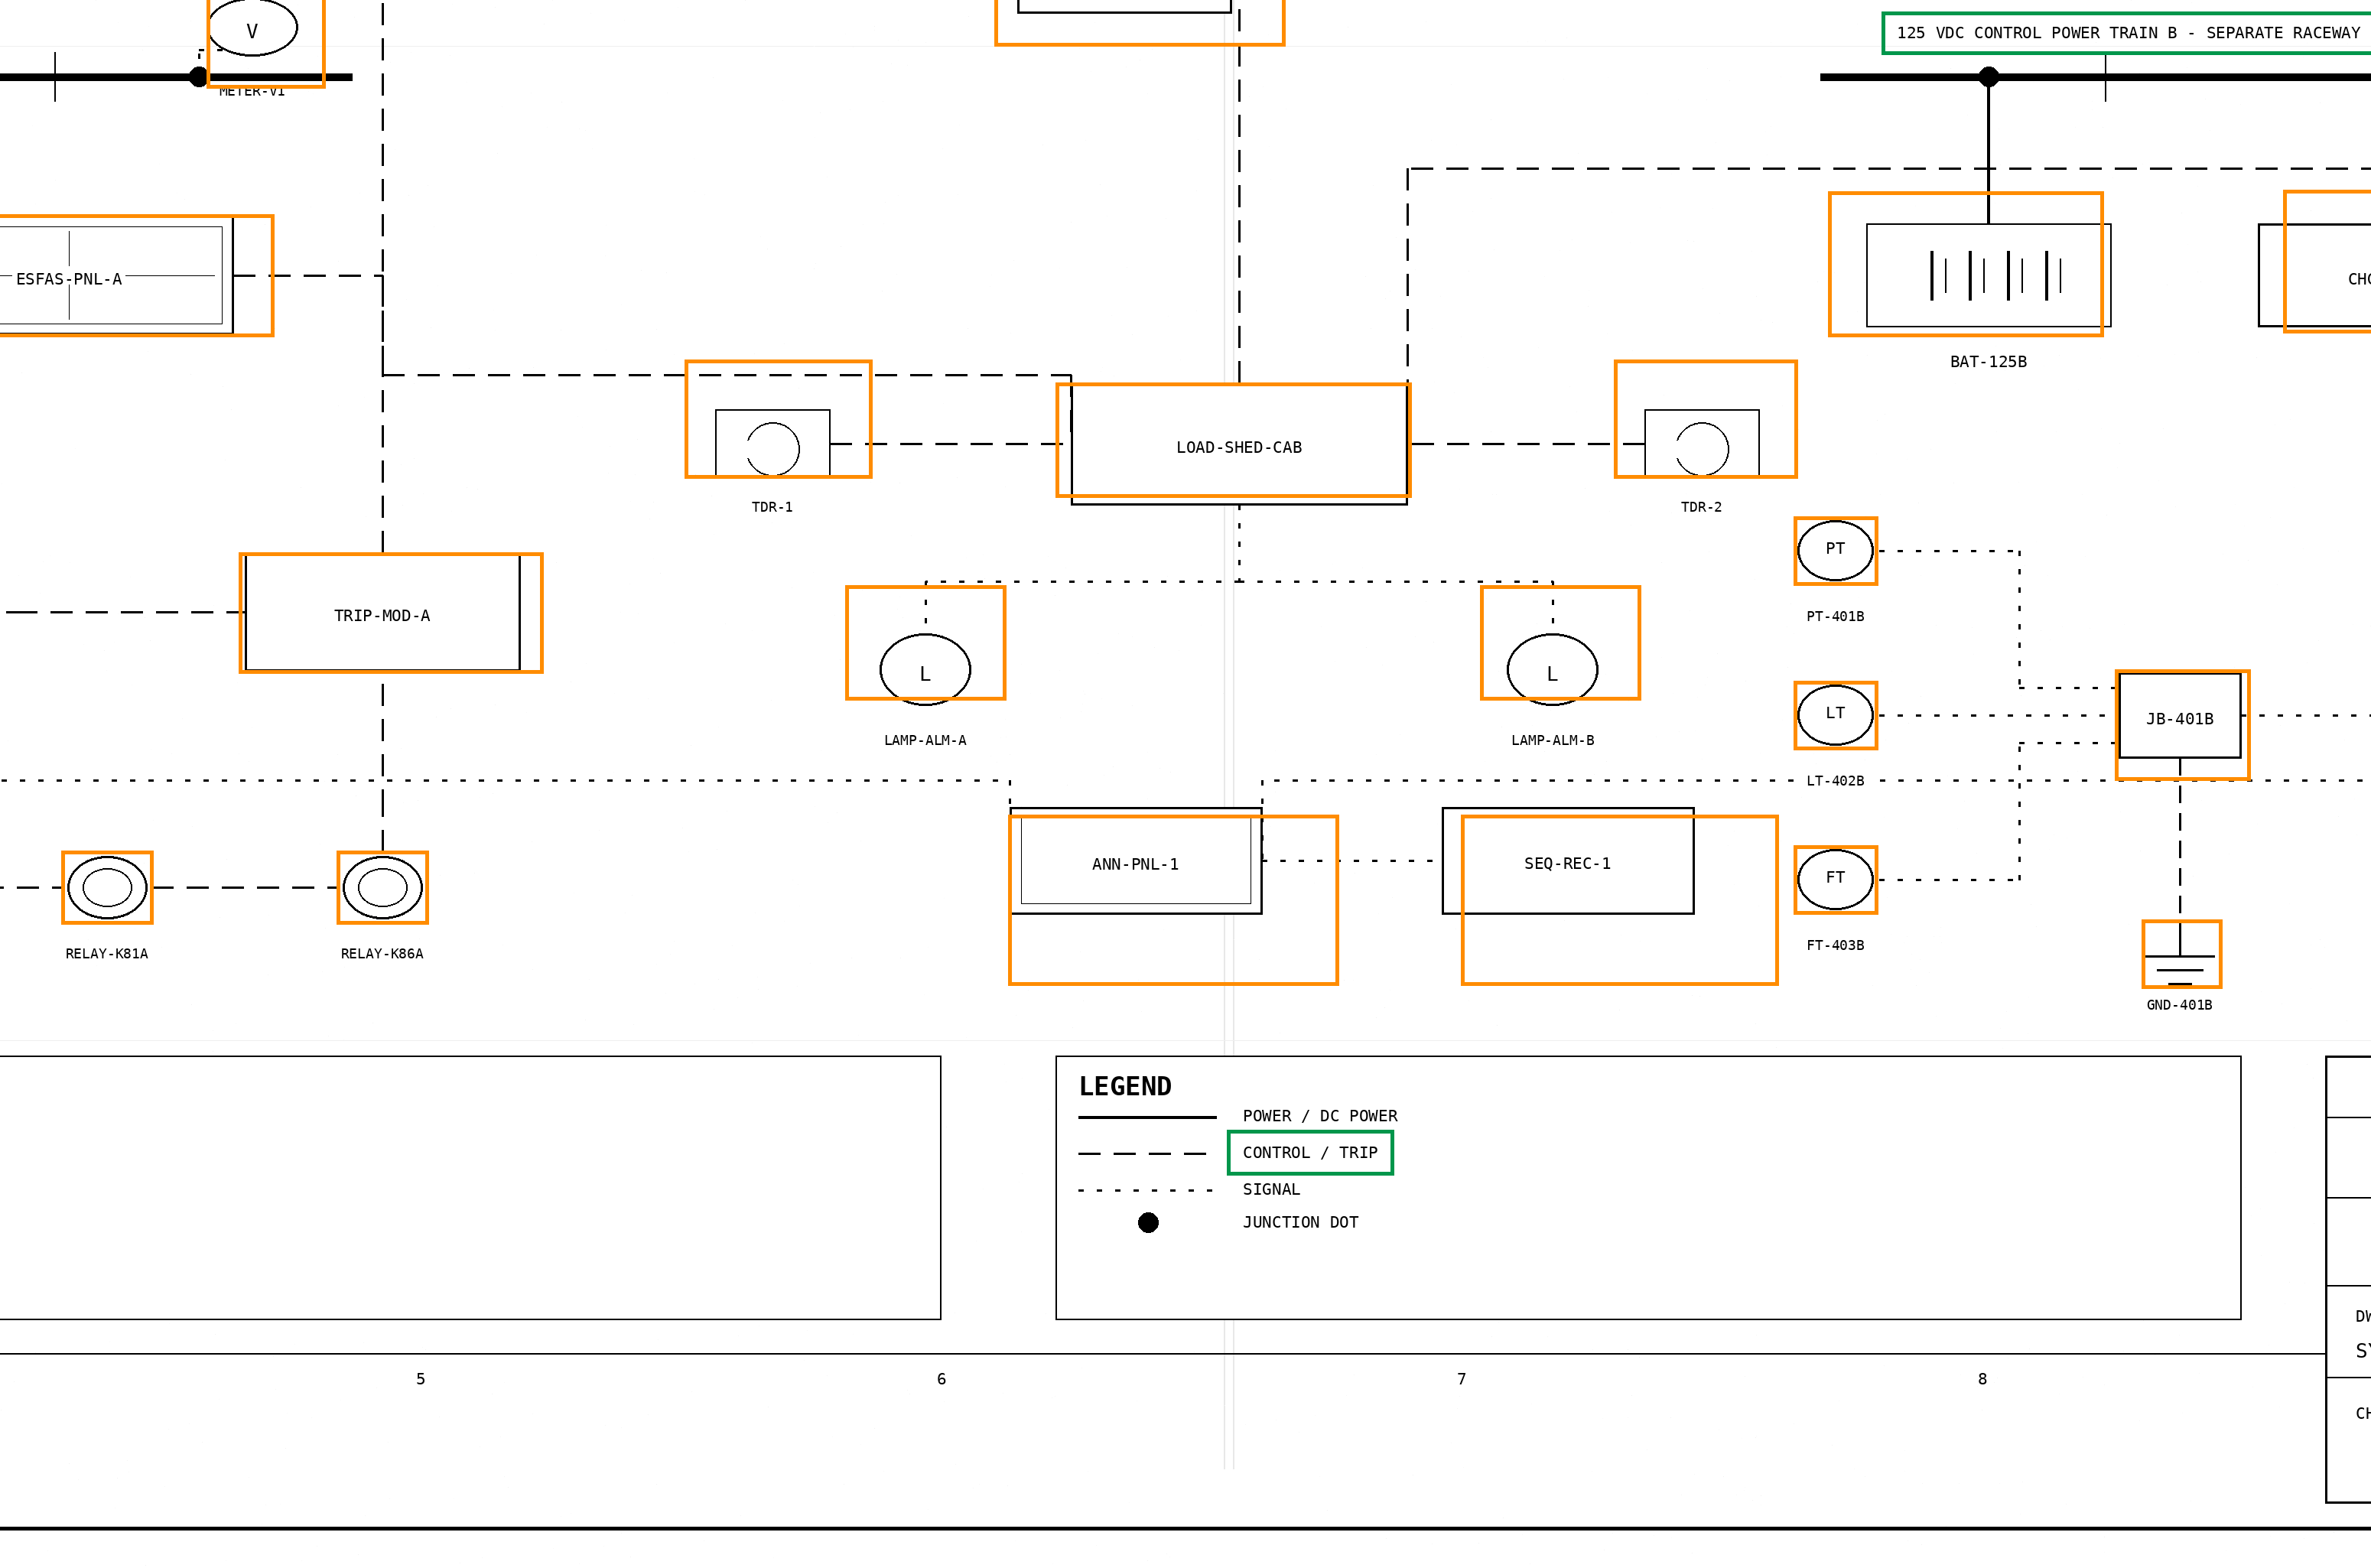 V
125 VDC CONTROL POWER TRAIN B - SEPARATE RACEWAY
METER-V1
ESFAS-PNL-A
BAT-125B
LOAD-SHED-CAB
TDR-1
TDR-2
PT
TRIP-MOD-A
PT-401B
L
L
LT
JB-401B
LAMP-ALM-A
LAMP-ALM-B
LT-402B
ANN-PNL-1
SEQ-REC-1
FT
RELAY-K81A
RELAY-K86A
FT-403B
GND-401B
LEGEND
POWER / DC POWER
CONTROL / TRIP
SIGNAL
JUNCTION DOT
5
6
7
8